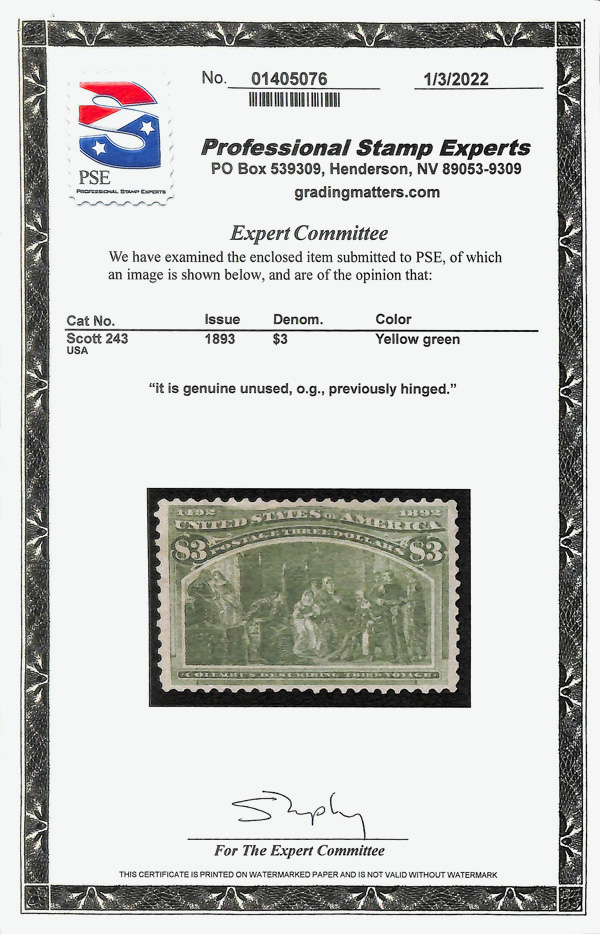 No. 01405076 1/3/2022
PSE
PROFESSIONAL STAMP EXPERTS
Professional Stamp Experts
PO Box 539309, Henderson, NV 89053-9309
gradingmatters.com
Expert Committee
We have examined the enclosed item submitted to PSE, of which
an image is shown below, and are of the opinion that:
Cat No. Issue Denom. Color
Scott 243 1893 $3 Yellow green
USA
“it is genuine unused, o.g., previously hinged.”
1492 1892
UNITED STATES OF AMERICA
POSTAGE THREE DOLLARS
$3 $3
COLUMBUS DESCRIBING THIRD VOYAGE
For The Expert Committee
THIS CERTIFICATE IS PRINTED ON WATERMARKED PAPER AND IS NOT VALID WITHOUT WATERMARK